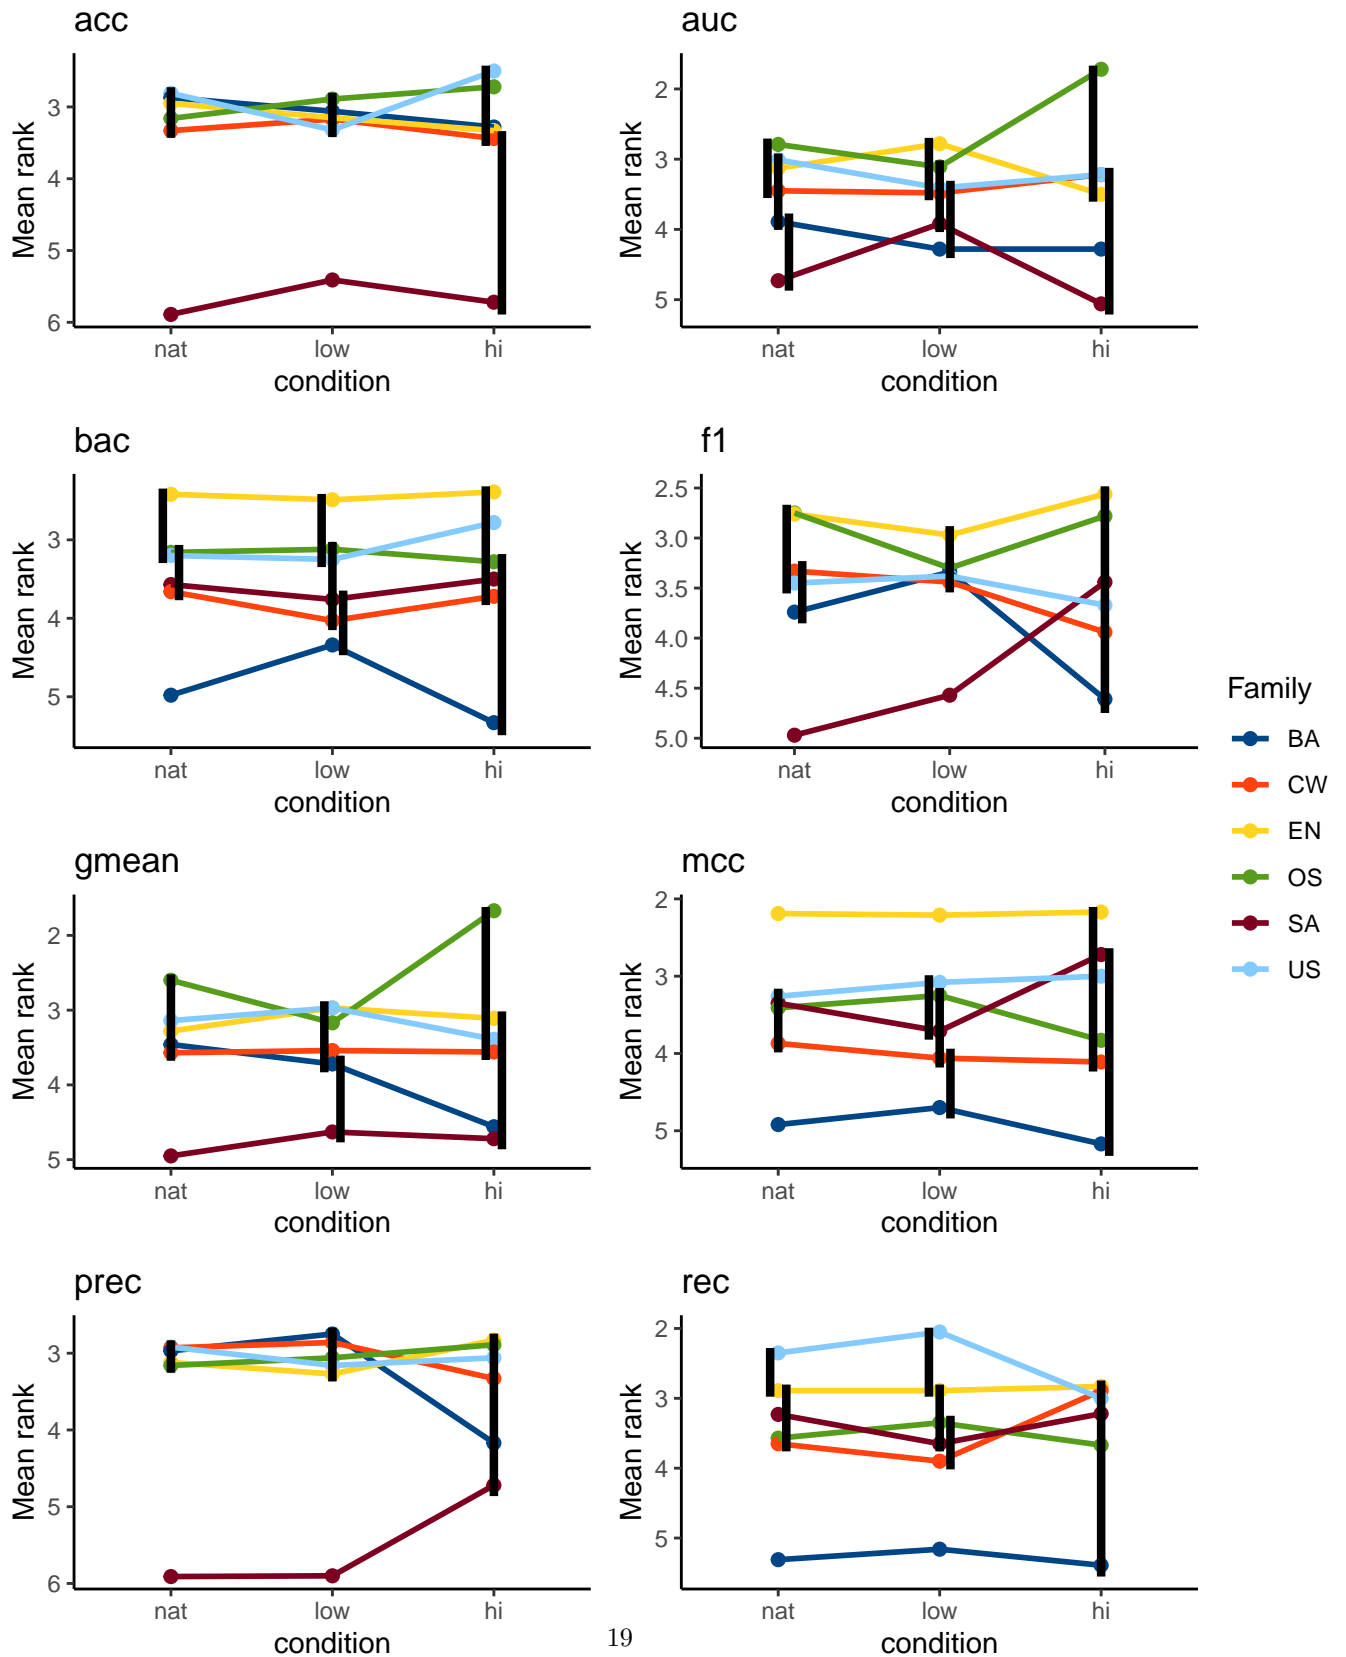 acc
Mean rank
3
4
5
6
nat low hi
condition
auc
Mean rank
2
3
4
5
nat low hi
condition
bac
Mean rank
3
4
5
nat low hi
condition
f1
Mean rank
2.5
3.0
3.5
4.0
4.5
5.0
nat low hi
condition
Family
BA
CW
EN
OS
SA
US
gmean
Mean rank
2
3
4
5
nat low hi
condition
mcc
Mean rank
2
3
4
5
nat low hi
condition
prec
Mean rank
3
4
5
6
nat low hi
condition
rec
Mean rank
2
3
4
5
nat low hi
condition
19